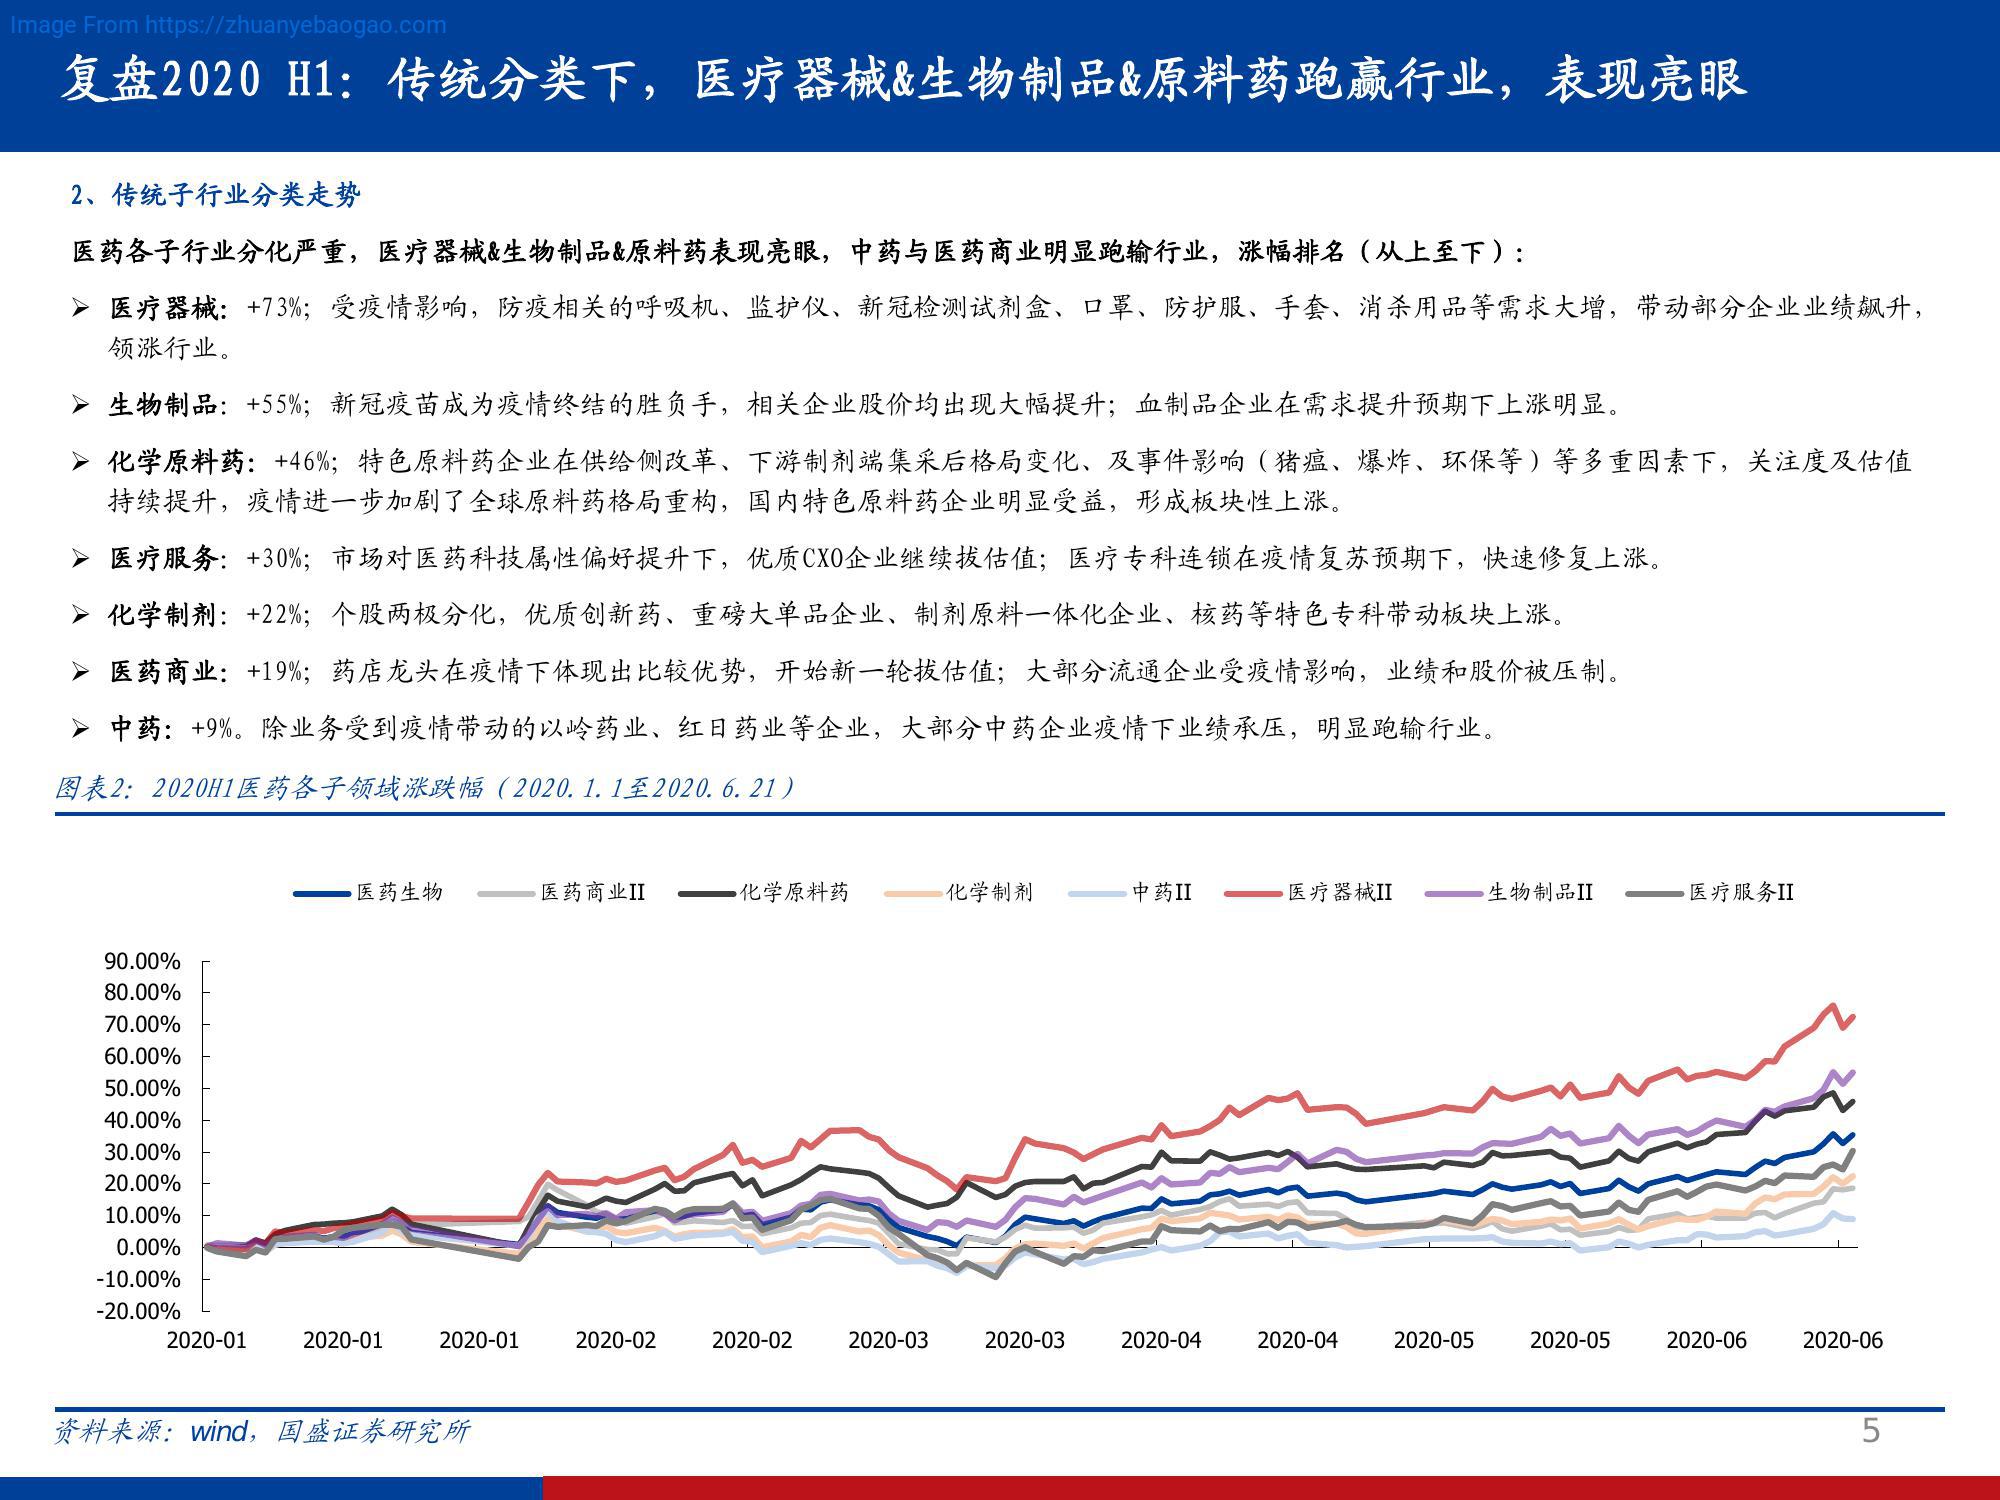 Image From https://zhuanyebaogao.com
复盘2020 H1：传统分类下，医疗器械&生物制品&原料药跑赢行业，表现亮眼
2、传统子行业分类走势
医药各子行业分化严重，医疗器械&生物制品&原料药表现亮眼，中药与医药商业明显跑输行业，涨幅排名（从上至下）：
➢ 医疗器械：+73%；受疫情影响，防疫相关的呼吸机、监护仪、新冠检测试剂盒、口罩、防护服、手套、消杀用品等需求大增，带动部分企业业绩飙升，
领涨行业。
➢ 生物制品：+55%；新冠疫苗成为疫情终结的胜负手，相关企业股价均出现大幅提升；血制品企业在需求提升预期下上涨明显。
➢ 化学原料药：+46%；特色原料药企业在供给侧改革、下游制剂端集采后格局变化、及事件影响（猪瘟、爆炸、环保等）等多重因素下，关注度及估值
持续提升，疫情进一步加剧了全球原料药格局重构，国内特色原料药企业明显受益，形成板块性上涨。
➢ 医疗服务：+30%；市场对医药科技属性偏好提升下，优质CXO企业继续拔估值；医疗专科连锁在疫情复苏预期下，快速修复上涨。
➢ 化学制剂：+22%；个股两极分化，优质创新药、重磅大单品企业、制剂原料一体化企业、核药等特色专科带动板块上涨。
➢ 医药商业：+19%；药店龙头在疫情下体现出比较优势，开始新一轮拔估值；大部分流通企业受疫情影响，业绩和股价被压制。
➢ 中药：+9%。除业务受到疫情带动的以岭药业、红日药业等企业，大部分中药企业疫情下业绩承压，明显跑输行业。
图表2：2020H1医药各子领域涨跌幅（2020.1.1至2020.6.21）
医药生物 医药商业II 化学原料药 化学制剂 中药II 医疗器械II 生物制品II 医疗服务II
90.00%
80.00%
70.00%
60.00%
50.00%
40.00%
30.00%
20.00%
10.00%
0.00%
-10.00%
-20.00%
2020-01 2020-01 2020-01 2020-02 2020-02 2020-03 2020-03 2020-04 2020-04 2020-05 2020-05 2020-06 2020-06
资料来源：wind，国盛证券研究所
5